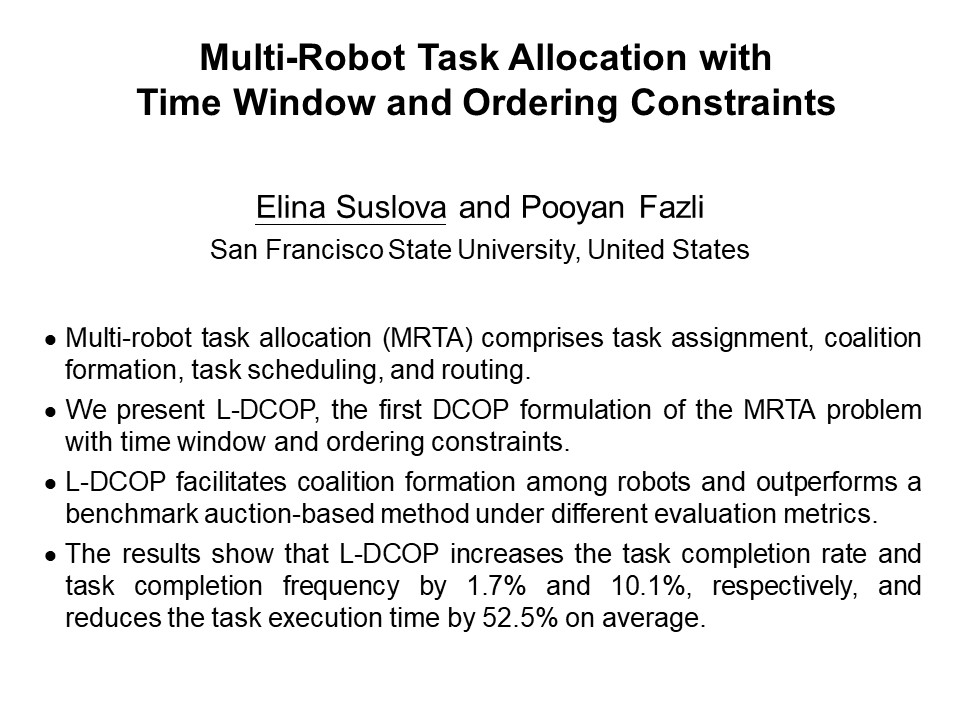 Multi-Robot Task Allocation with
Time Window and Ordering Constraints
Elina Suslova and Pooyan Fazli
San Francisco State University, United States
● Multi-robot task allocation (MRTA) comprises task assignment, coalition
formation, task scheduling, and routing.
● We present L-DCOP, the first DCOP formulation of the MRTA problem
with time window and ordering constraints.
● L-DCOP facilitates coalition formation among robots and outperforms a
benchmark auction-based method under different evaluation metrics.
● The results show that L-DCOP increases the task completion rate and
task completion frequency by 1.7% and 10.1%, respectively, and
reduces the task execution time by 52.5% on average.